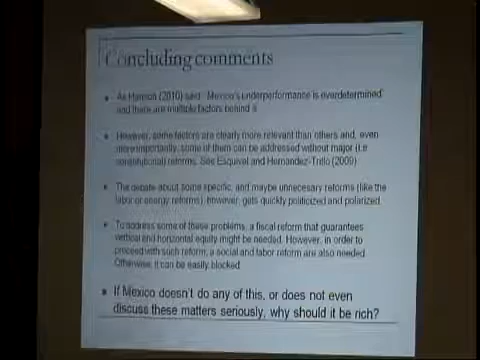 Concluding comments
As Hanson (2010) said: Mexico's underperformance is overdetermined
and there are multiple factors behind it
However, some factors are clearly more relevant than others and, even
more importantly, some of them can be addressed without major (i.e
constitutional) reforms. See Esquivel and Hernandez-Trillo (2009)
The debate about some specific, and maybe unnecessary reforms (like the
labor or energy reforms), however, gets quickly politicized and polarized.
To address some of these problems, a fiscal reform that guarantees
vertical and horizontal equity might be needed. However, in order to
proceed with such reform, a social and labor reform are also needed.
Otherwise, it can be easily blocked.
If Mexico doesn't do any of this, or does not even
discuss these matters seriously, why should it be rich?